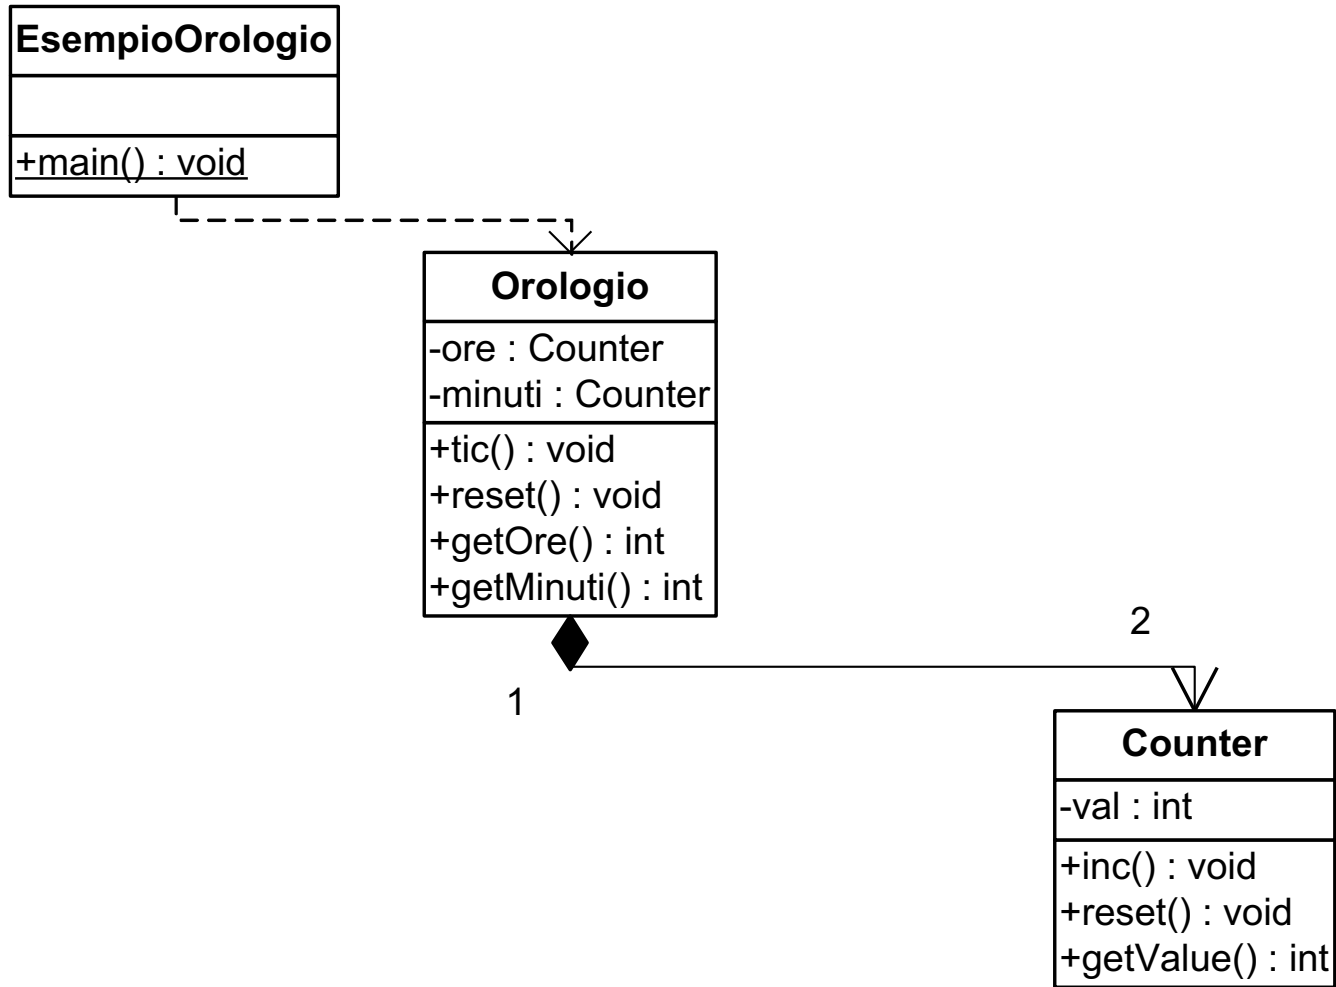 EsempioOrologio
+main() : void
Orologio
-ore : Counter
-minuti : Counter
+tic() : void
+reset() : void
+getOre() : int
+getMinuti() : int
1
2
Counter
-val : int
+inc() : void
+reset() : void
+getValue() : int